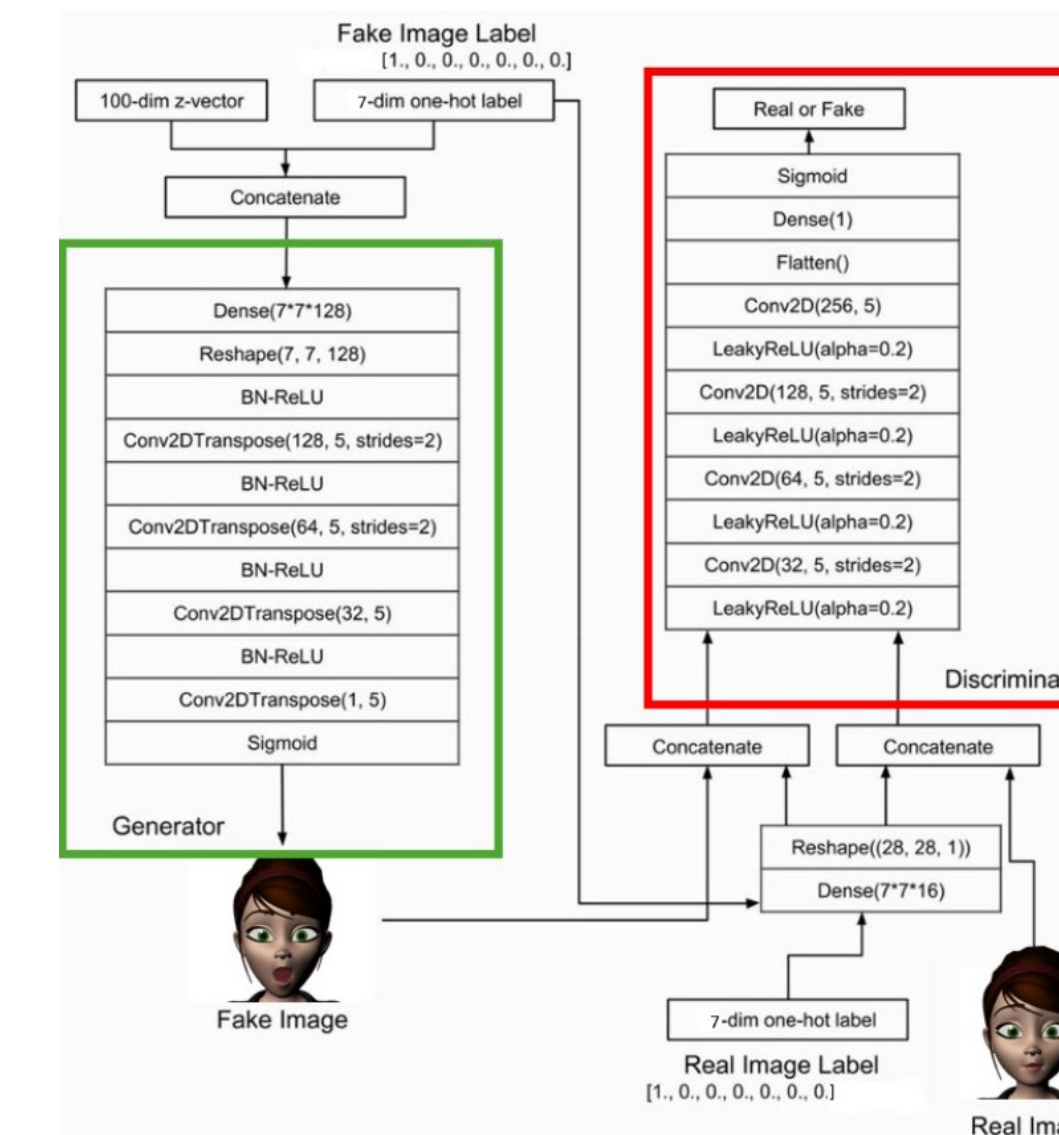 Fake Image Label
[1., 0., 0., 0., 0., 0., 0.]
100-dim z-vector
7-dim one-hot label
Concatenate
Dense(7*7*128)
Reshape(7, 7, 128)
BN-ReLU
Conv2DTranspose(128, 5, strides=2)
BN-ReLU
Conv2DTranspose(64, 5, strides=2)
BN-ReLU
Conv2DTranspose(32, 5)
BN-ReLU
Conv2DTranspose(1, 5)
Sigmoid
Generator
Fake Image
Real or Fake
Sigmoid
Dense(1)
Flatten()
Conv2D(256, 5)
LeakyReLU(alpha=0.2)
Conv2D(128, 5, strides=2)
LeakyReLU(alpha=0.2)
Conv2D(64, 5, strides=2)
LeakyReLU(alpha=0.2)
Conv2D(32, 5, strides=2)
LeakyReLU(alpha=0.2)
Discrimina
Concatenate
Concatenate
Reshape((28, 28, 1))
Dense(7*7*16)
7-dim one-hot label
Real Image Label
[1., 0., 0., 0., 0., 0., 0.]
Real Ima